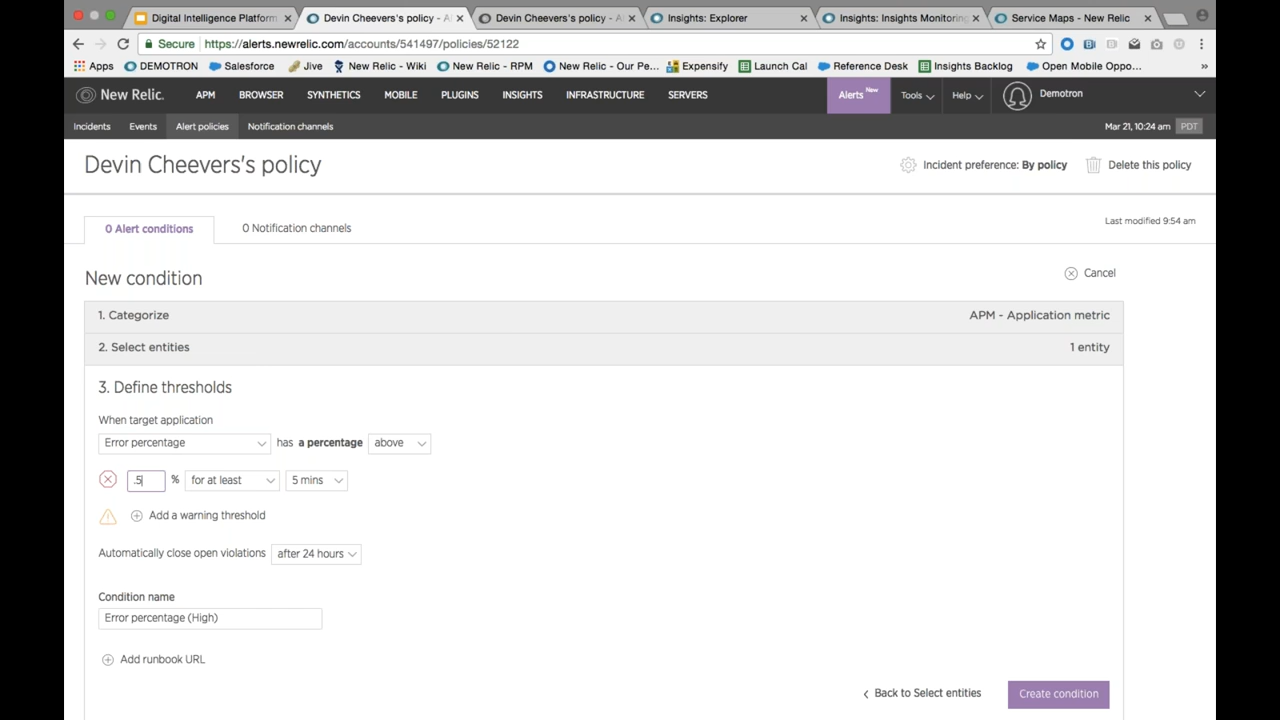 Digital Intelligence Platform
Devin Cheevers's policy - Al
Devin Cheevers's policy - Al
Insights: Explorer
Insights: Insights Monitoring
Service Maps - New Relic
Secure https://alerts.newrelic.com/accounts/541497/policies/52122
Apps DEMOTRON Salesforce Jive New Relic - Wiki New Relic - RPM New Relic - Our Pe... Expensify Launch Cal Reference Desk Insights Backlog Open Mobile Oppo... »
New Relic. APM BROWSER SYNTHETICS MOBILE PLUGINS INSIGHTS INFRASTRUCTURE SERVERS Alerts New Tools Help Demotron
Incidents Events Alert policies Notification channels Mar 21, 10:24 am PDT
Devin Cheevers's policy Incident preference: By policy Delete this policy
0 Alert conditions 0 Notification channels Last modified 9:54 am
New condition Cancel
1. Categorize APM - Application metric
2. Select entities 1 entity
3. Define thresholds
When target application
Error percentage has a percentage above
.5 % for at least 5 mins
Add a warning threshold
Automatically close open violations after 24 hours
Condition name
Error percentage (High)
Add runbook URL
Back to Select entities Create condition